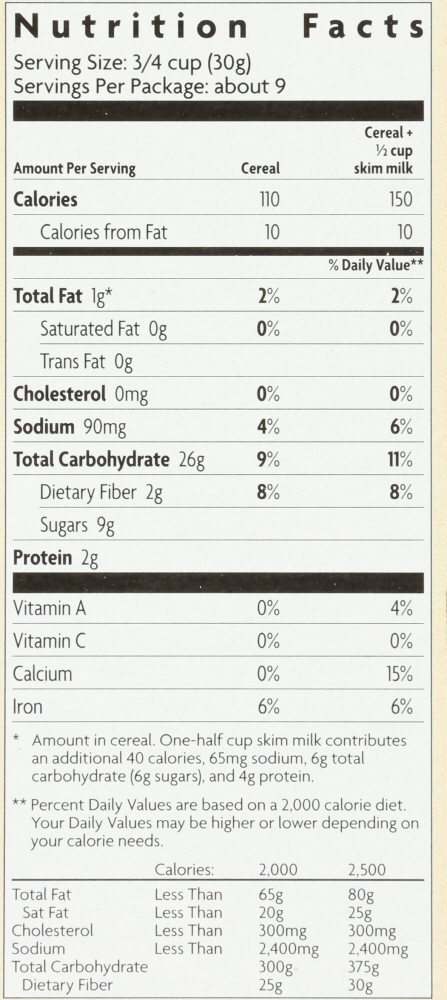 Nutrition Facts
Serving Size: 3/4 cup (30g)
Servings Per Package: about 9
Cereal +
½ cup
Amount Per Serving Cereal skim milk
Calories 110 150
Calories from Fat 10 10
% Daily Value**
Total Fat 1g* 2% 2%
Saturated Fat 0g 0% 0%
Trans Fat 0g
Cholesterol 0mg 0% 0%
Sodium 90mg 4% 6%
Total Carbohydrate 26g 9% 11%
Dietary Fiber 2g 8% 8%
Sugars 9g
Protein 2g
Vitamin A 0% 4%
Vitamin C 0% 0%
Calcium 0% 15%
Iron 6% 6%
* Amount in cereal. One-half cup skim milk contributes
an additional 40 calories, 65mg sodium, 6g total
carbohydrate (6g sugars), and 4g protein.
** Percent Daily Values are based on a 2,000 calorie diet.
Your Daily Values may be higher or lower depending on
your calorie needs.
Calories: 2,000 2,500
Total Fat Less Than 65g 80g
Sat Fat Less Than 20g 25g
Cholesterol Less Than 300mg 300mg
Sodium Less Than 2,400mg 2,400mg
Total Carbohydrate 300g 375g
Dietary Fiber 25g 30g